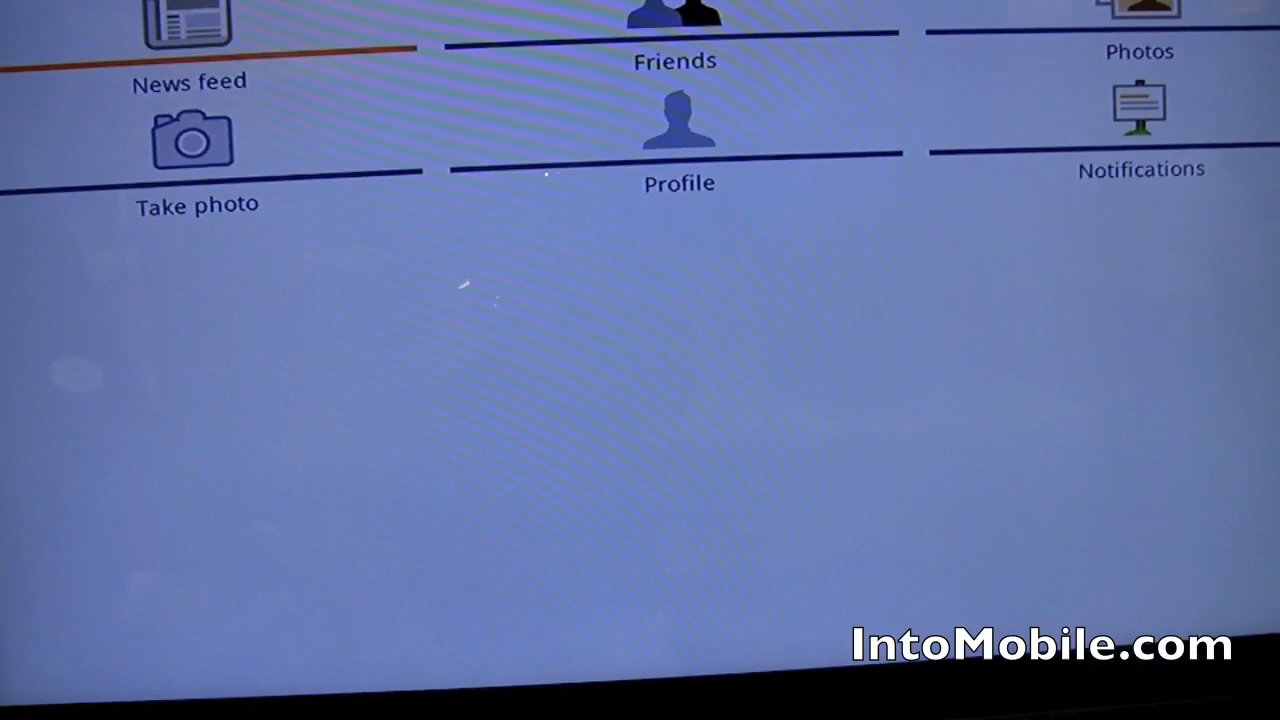 News feed
Friends
Photos
Take photo
Profile
Notifications
IntoMobile.com